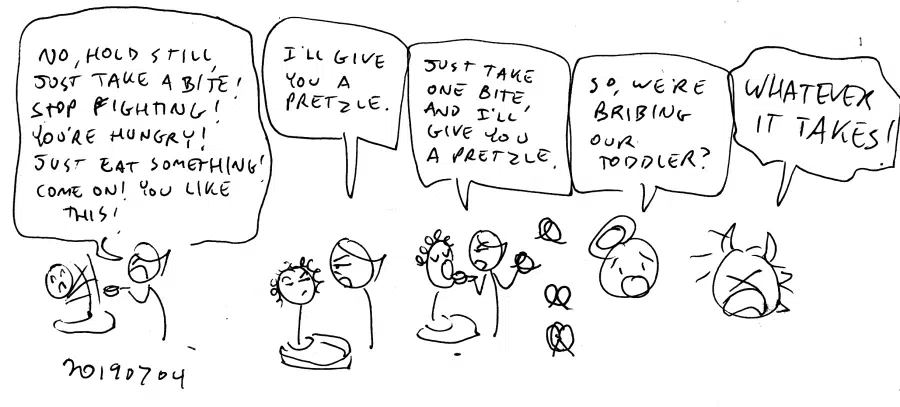 NO, HOLD STILL,
JUST TAKE A BITE!
STOP FIGHTING!
YOU'RE HUNGRY!
JUST EAT SOMETHING!
COME ON! YOU LIKE
THIS!
I'LL GIVE
YOU A
PRETZLE.
JUST TAKE
ONE BITE,
AND I'LL
GIVE YOU
A PRETZLE.
SO, WE'RE
BRIBING
OUR
TODDLER?
WHATEVER
IT TAKES!
20190704